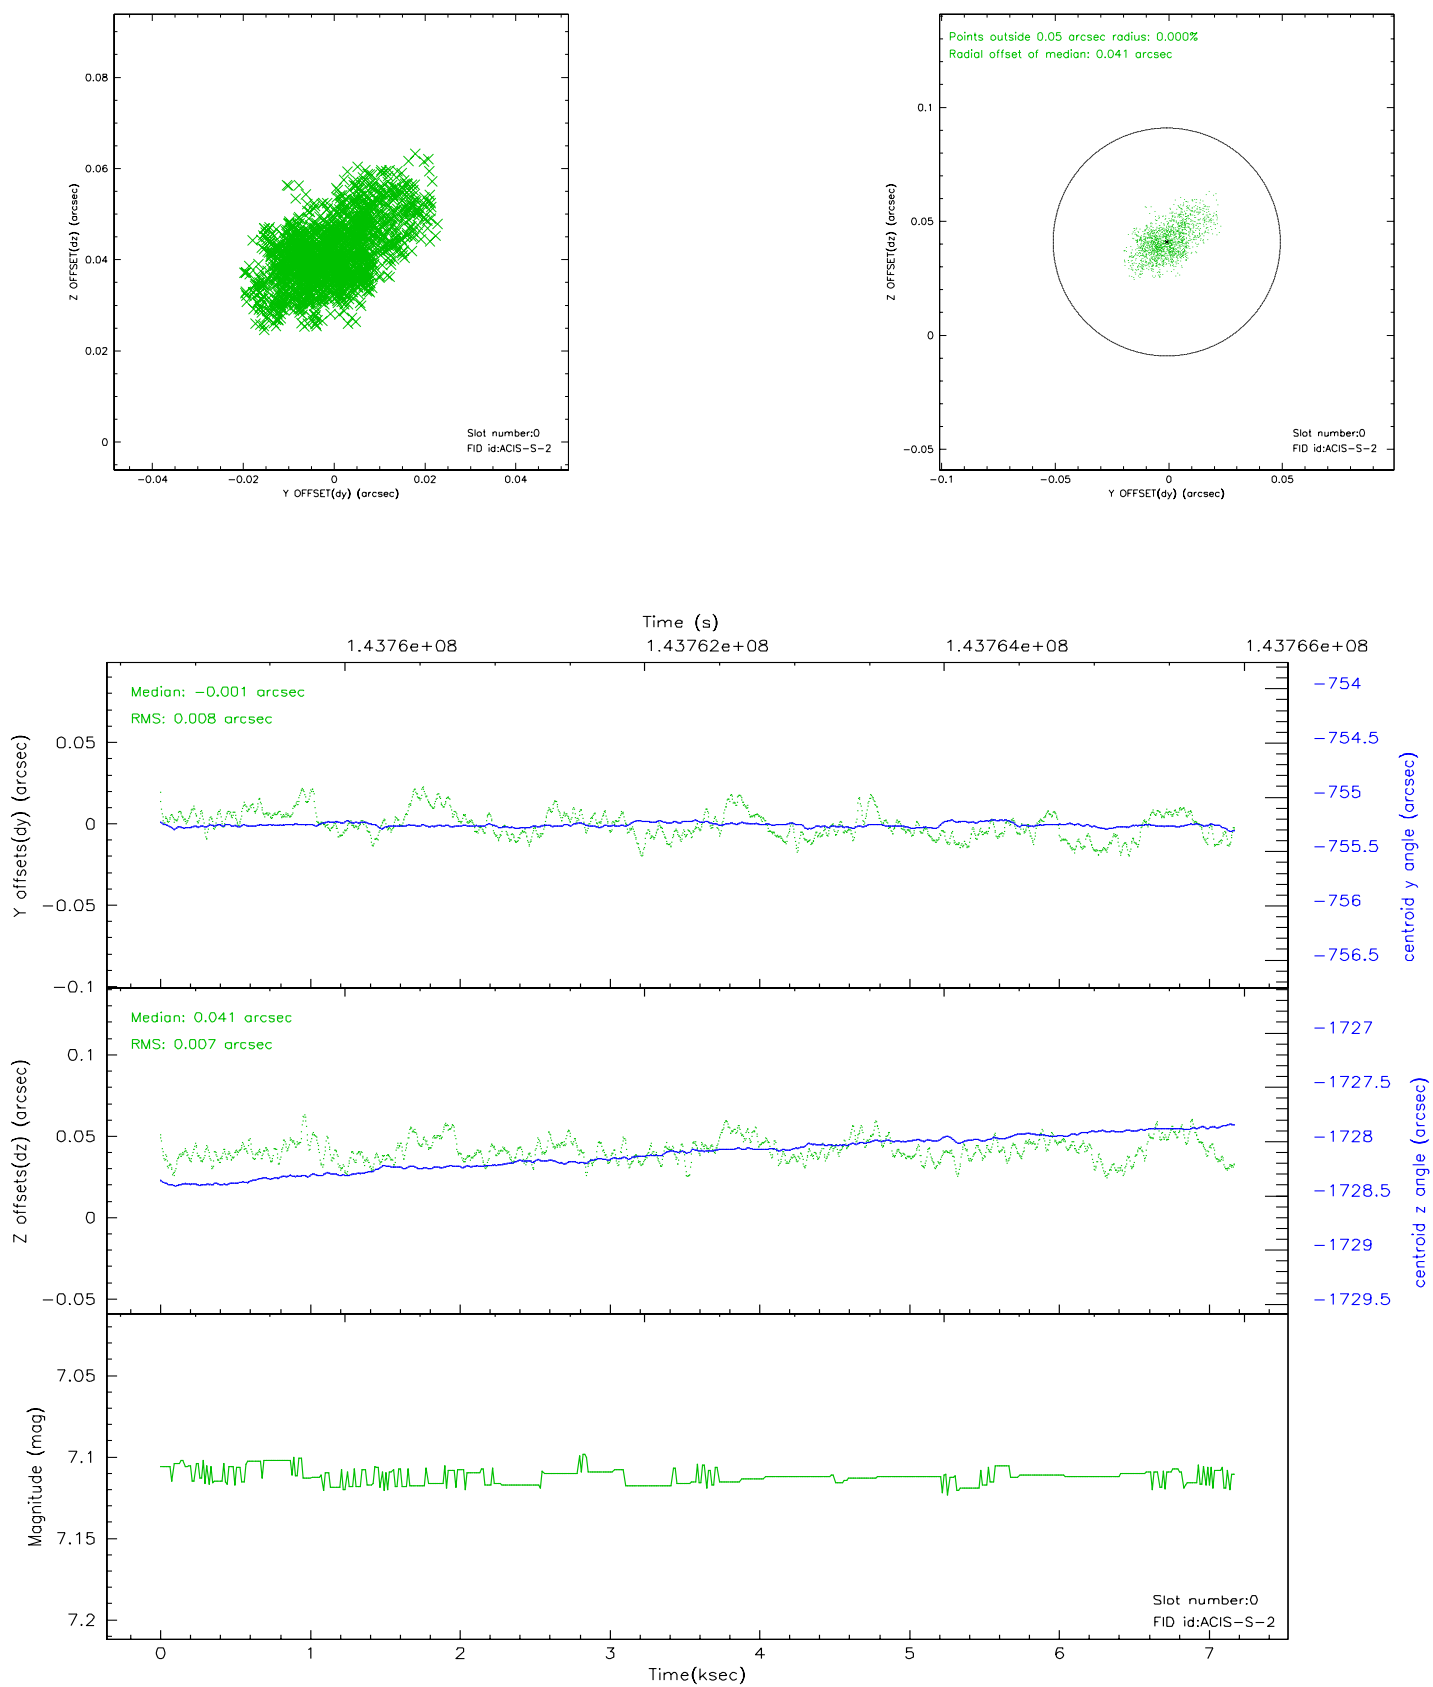 0.08
0.06
0.04
0.02
0
Z OFFSET(dz) (arcsec)
Slot number:0
FID id:ACIS-S-2
-0.04
-0.02
0
0.02
0.04
Y OFFSET(dy) (arcsec)
Points outside 0.05 arcsec radius: 0.000%
Radial offset of median: 0.041 arcsec
0.1
0.05
0
-0.05
Z OFFSET(dz) (arcsec)
Slot number:0
FID id:ACIS-S-2
-0.1
-0.05
0
0.05
Y OFFSET(dy) (arcsec)
Time (s)
1.4376e+08
1.43762e+08
1.43764e+08
1.43766e+08
Median: -0.001 arcsec
RMS: 0.008 arcsec
0.05
0
-0.05
-0.1
Y offsets(dy) (arcsec)
-754
-754.5
-755
-755.5
-756
-756.5
centroid y angle (arcsec)
Median: 0.041 arcsec
RMS: 0.007 arcsec
0.1
0.05
0
-0.05
Z offsets(dz) (arcsec)
-1727
-1727.5
-1728
-1728.5
-1729
-1729.5
centroid z angle (arcsec)
7.05
7.1
7.15
7.2
Magnitude (mag)
Slot number:0
FID id:ACIS-S-2
0
1
2
3
4
5
6
7
Time(ksec)